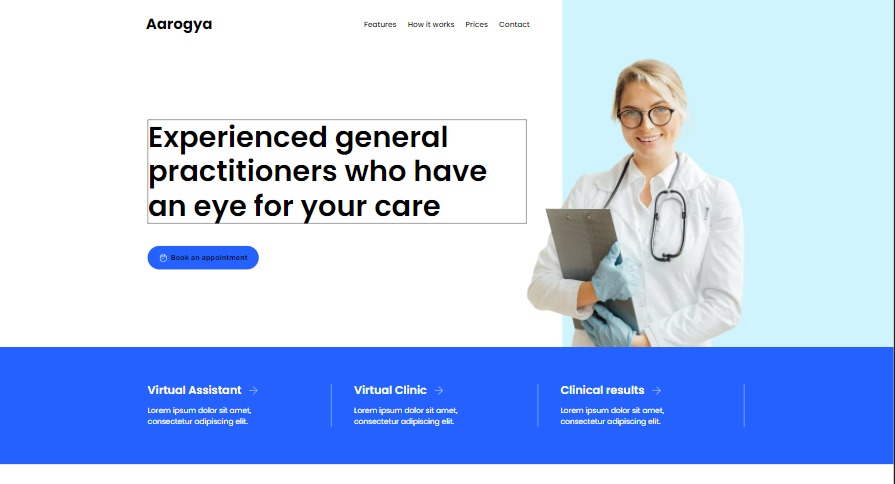 Aarogya
Features How it works Prices Contact
Experienced general
practitioners who have
an eye for your care
Book an appointment
Virtual Assistant →
Lorem ipsum dolor sit amet,
consectetur adipiscing elit.
Virtual Clinic →
Lorem ipsum dolor sit amet,
consectetur adipiscing elit.
Clinical results →
Lorem ipsum dolor sit amet,
consectetur adipiscing elit.